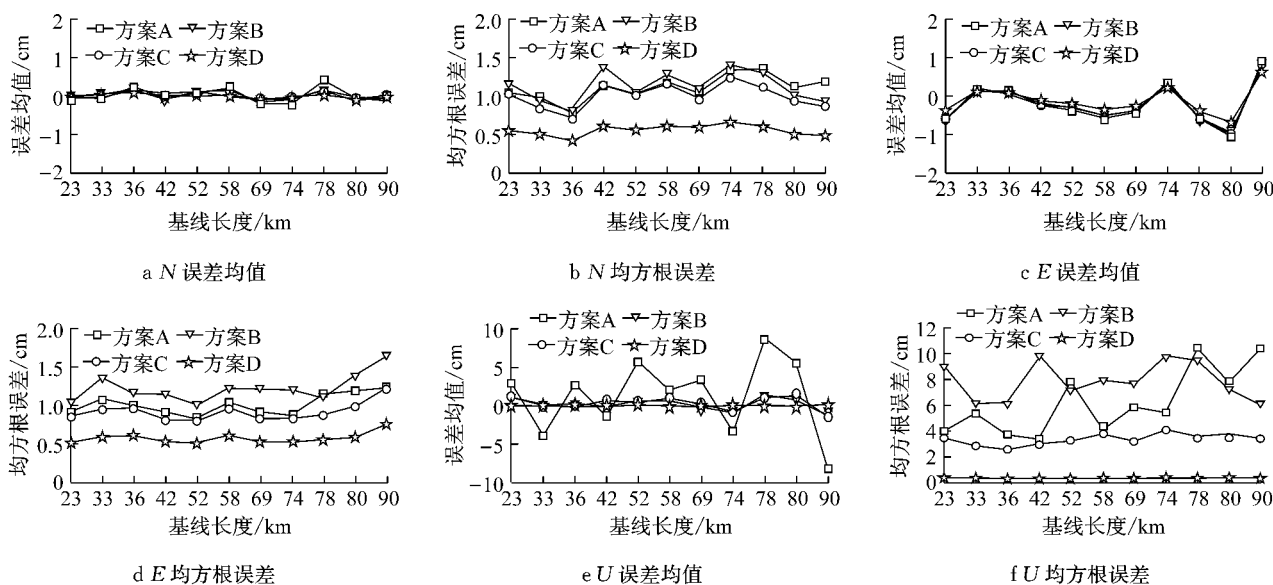 误差均值/cm
2
1
0
−1
−2
方案A 方案B
方案C 方案D
23 33 36 42 52 58 69 74 78 80 90
基线长度/km
a N 误差均值
均方根误差/cm
2.0
1.5
1.0
0.5
0
方案A 方案B
方案C 方案D
23 33 36 42 52 58 69 74 78 80 90
基线长度/km
b N 均方根误差
误差均值/cm
2
1
0
−1
−2
方案A 方案B
方案C 方案D
23 33 36 42 52 58 69 74 78 80 90
基线长度/km
c E 误差均值
均方根误差/cm
2.0
1.5
1.0
0.5
0
方案A 方案B
方案C 方案D
23 33 36 42 52 58 69 74 78 80 90
基线长度/km
d E 均方根误差
误差均值/cm
10
5
0
−5
−10
方案A 方案B
方案C 方案D
23 33 36 42 52 58 69 74 78 80 90
基线长度/km
e U 误差均值
均方根误差/cm
12
10
8
6
4
2
0
方案A 方案B
方案C 方案D
23 33 36 42 52 58 69 74 78 80 90
基线长度/km
f U 均方根误差